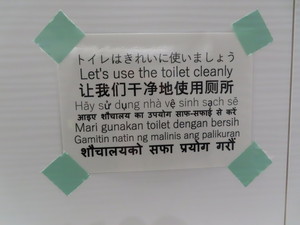 トイレはきれいに使いましょう
Let's use the toilet cleanly
让我们干净地使用厕所
Hãy sử dụng nhà vệ sinh sạch sẽ
आइए शौचालय का उपयोग साफ-सफाई से करें
Mari gunakan toilet dengan bersih
Gamitin natin ng malinis ang palikuran
शौचालयको सफा प्रयोग गरौं